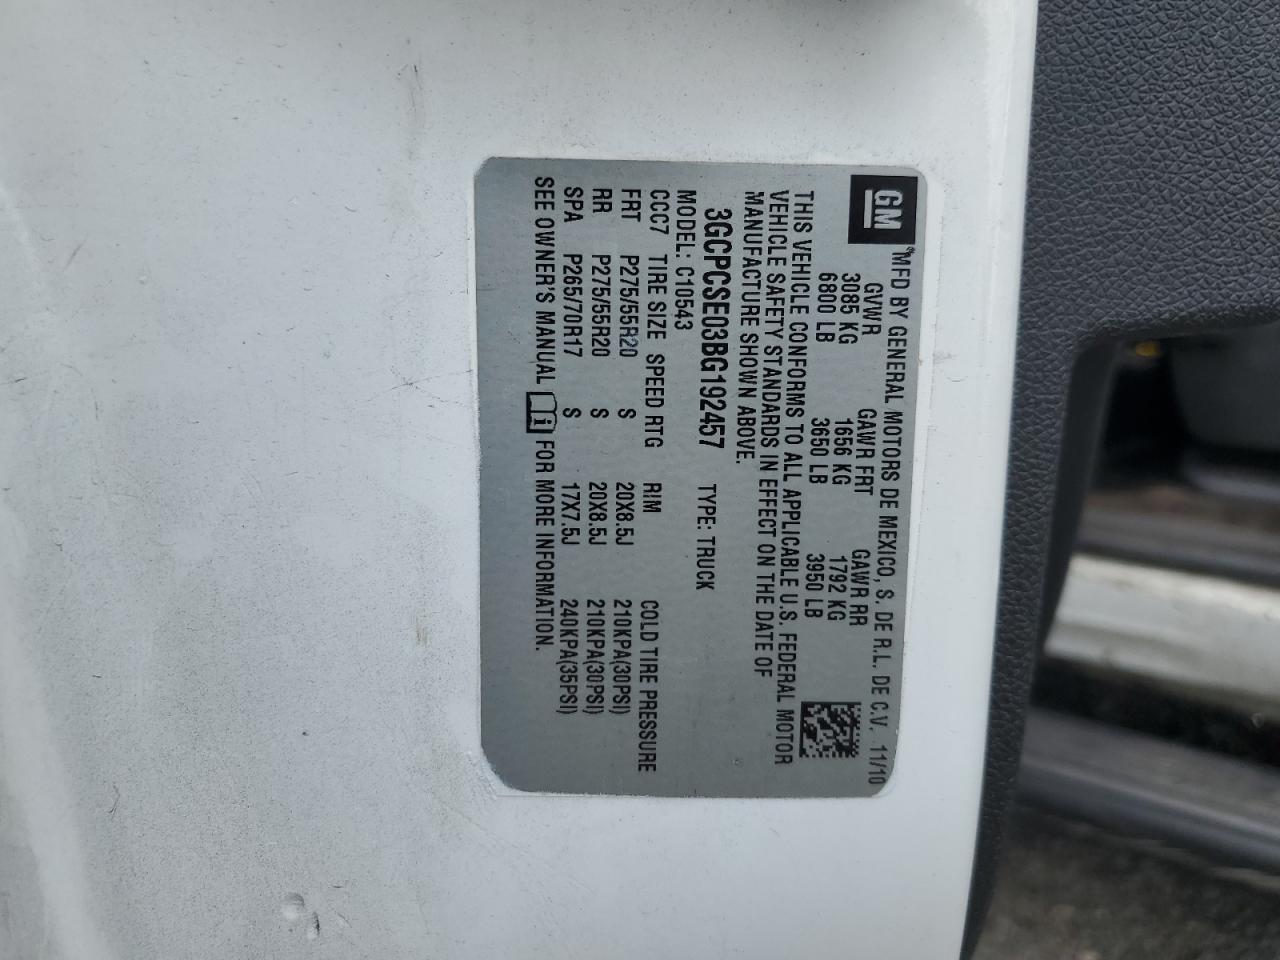 GM
MFD BY GENERAL MOTORS DE MEXICO, S. DE R.L. DE C.V. 11/10
GVWR GAWR FRT GAWR RR
3085 KG 1656 KG 1792 KG
6800 LB 3650 LB 3950 LB
THIS VEHICLE CONFORMS TO ALL APPLICABLE U.S. FEDERAL MOTOR
VEHICLE SAFETY STANDARDS IN EFFECT ON THE DATE OF
MANUFACTURE SHOWN ABOVE.
3GCPCSE03BG192457 TYPE: TRUCK
MODEL: C10543
CCC7 TIRE SIZE SPEED RTG RIM COLD TIRE PRESSURE
FRT P275/55R20 S 20X8.5J 210KPA(30PSI)
RR P275/55R20 S 20X8.5J 210KPA(30PSI)
SPA P265/70R17 S 17X7.5J 240KPA(35PSI)
SEE OWNER'S MANUAL FOR MORE INFORMATION.